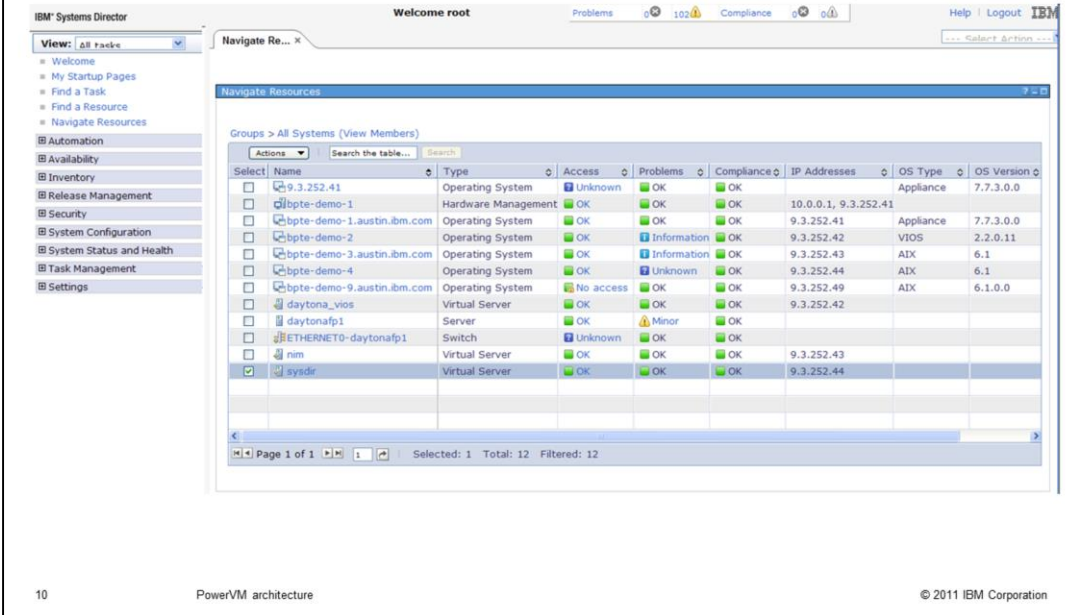 IBM® Systems Director
Welcome root
Problems 0 102 Compliance 0 0
Help | Logout IBM
View: All tasks
Navigate Re... ×
--- Select Action ---
Welcome
My Startup Pages
Find a Task
Find a Resource
Navigate Resources
Automation
Availability
Inventory
Release Management
Security
System Configuration
System Status and Health
Task Management
Settings
Navigate Resources ? – □
Groups > All Systems (View Members)
Actions Search the table... Search
Select Name Type Access Problems Compliance IP Addresses OS Type OS Version
9.3.252.41 Operating System Unknown OK OK Appliance 7.7.3.0.0
bpte-demo-1 Hardware Management OK OK OK 10.0.0.1, 9.3.252.41
bpte-demo-1.austin.ibm.com Operating System OK OK OK 9.3.252.41 Appliance 7.7.3.0.0
bpte-demo-2 Operating System OK Information OK 9.3.252.42 VIOS 2.2.0.11
bpte-demo-3.austin.ibm.com Operating System OK Information OK 9.3.252.43 AIX 6.1
bpte-demo-4 Operating System OK Unknown OK 9.3.252.44 AIX 6.1
bpte-demo-9.austin.ibm.com Operating System No access OK OK 9.3.252.49 AIX 6.1.0.0
daytona_vios Virtual Server OK OK OK 9.3.252.42
daytonafp1 Server OK Minor OK
ETHERNET0-daytonafp1 Switch Unknown OK OK
nim Virtual Server OK OK OK 9.3.252.43
sysdir Virtual Server OK OK OK 9.3.252.44
Page 1 of 1 1 Selected: 1 Total: 12 Filtered: 12
10 PowerVM architecture © 2011 IBM Corporation